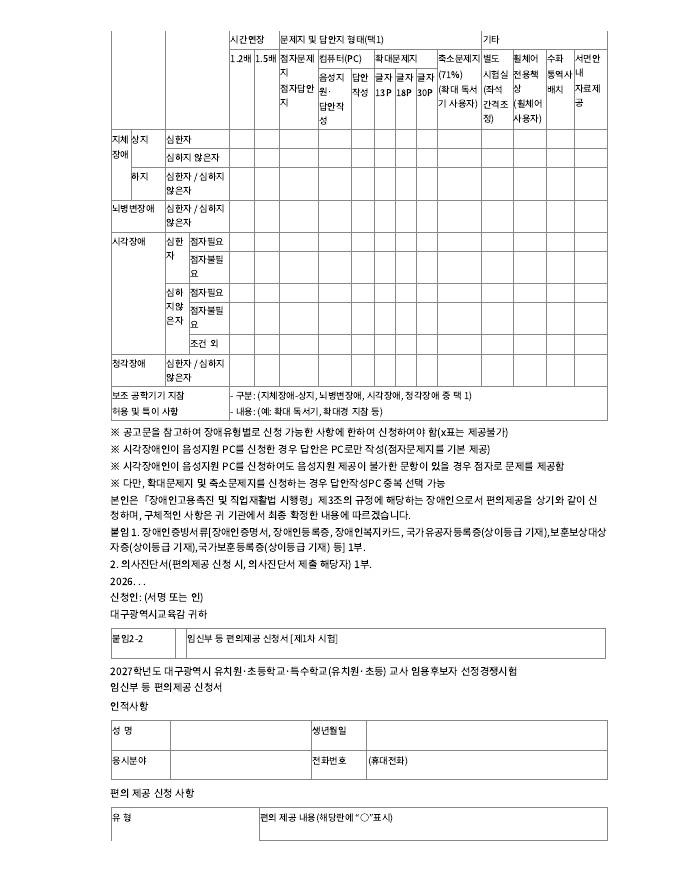 시간연장 문제지 및 답안지 형태(택1) 기타
1.2배 1.5배 점자문제지 점자답안지 컴퓨터(PC) 확대문제지 축소문제지(71%) (확대 독서기 사용자) 별도 시험실 (좌석 간격조정) 휠체어 전용책상 (휠체어 사용자) 수화 통역사 배치 서면안내 자료제공
음성지원· 답안작성 답안 작성 글자 13P 글자 18P 글자 30P
지체장애 상지 심한자
심하지 않은자
하지 심한자 / 심하지 않은자
뇌병변장애 심한자 / 심하지 않은자
시각장애 심한자 점자필요
점자불필요
심하지않은자 점자필요
점자불필요
조건 외
청각장애 심한자 / 심하지 않은자
보조 공학기기 지참 - 구분: (지체장애-상지, 뇌병변장애, 시각장애, 청각장애 중 택 1)
허용 및 특이 사항 - 내용: (예: 확대 독서기, 확대경 지참 등)
※ 공고문을 참고하여 장애유형별로 신청 가능한 사항에 한하여 신청하여야 함(x표는 제공불가)
※ 시각장애인이 음성지원 PC를 신청한 경우 답안은 PC로만 작성(점자문제지를 기본 제공)
※ 시각장애인이 음성지원 PC를 신청하여도 음성지원 제공이 불가한 문항이 있을 경우 점자로 문제를 제공함
※ 다만, 확대문제지 및 축소문제지를 신청하는 경우 답안작성PC 중복 선택 가능
본인은「장애인고용촉진 및 직업재활법 시행령」제3조의 규정에 해당하는 장애인으로서 편의제공을 상기와 같이 신
청하며, 구체적인 사항은 귀 기관에서 최종 확정한 내용에 따르겠습니다.
붙임 1. 장애인증빙서류[장애인증명서, 장애인등록증, 장애인복지카드, 국가유공자등록증(상이등급 기재),보훈보상대상
자증(상이등급 기재),국가보훈등록증(상이등급 기재) 등] 1부.
2. 의사진단서(편의제공 신청 시, 의사진단서 제출 해당자) 1부.
2026. . .
신청인: (서명 또는 인)
대구광역시교육감 귀하
붙임2-2 임신부 등 편의제공 신청서 [제1차 시험]
2027학년도 대구광역시 유치원·초등학교·특수학교(유치원·초등) 교사 임용후보자 선정경쟁시험
임신부 등 편의제공 신청서
인적사항
성 명 생년월일
응시분야 전화번호 (휴대전화)
편의 제공 신청 사항
유 형 편의 제공 내용(해당란에 “○”표시)